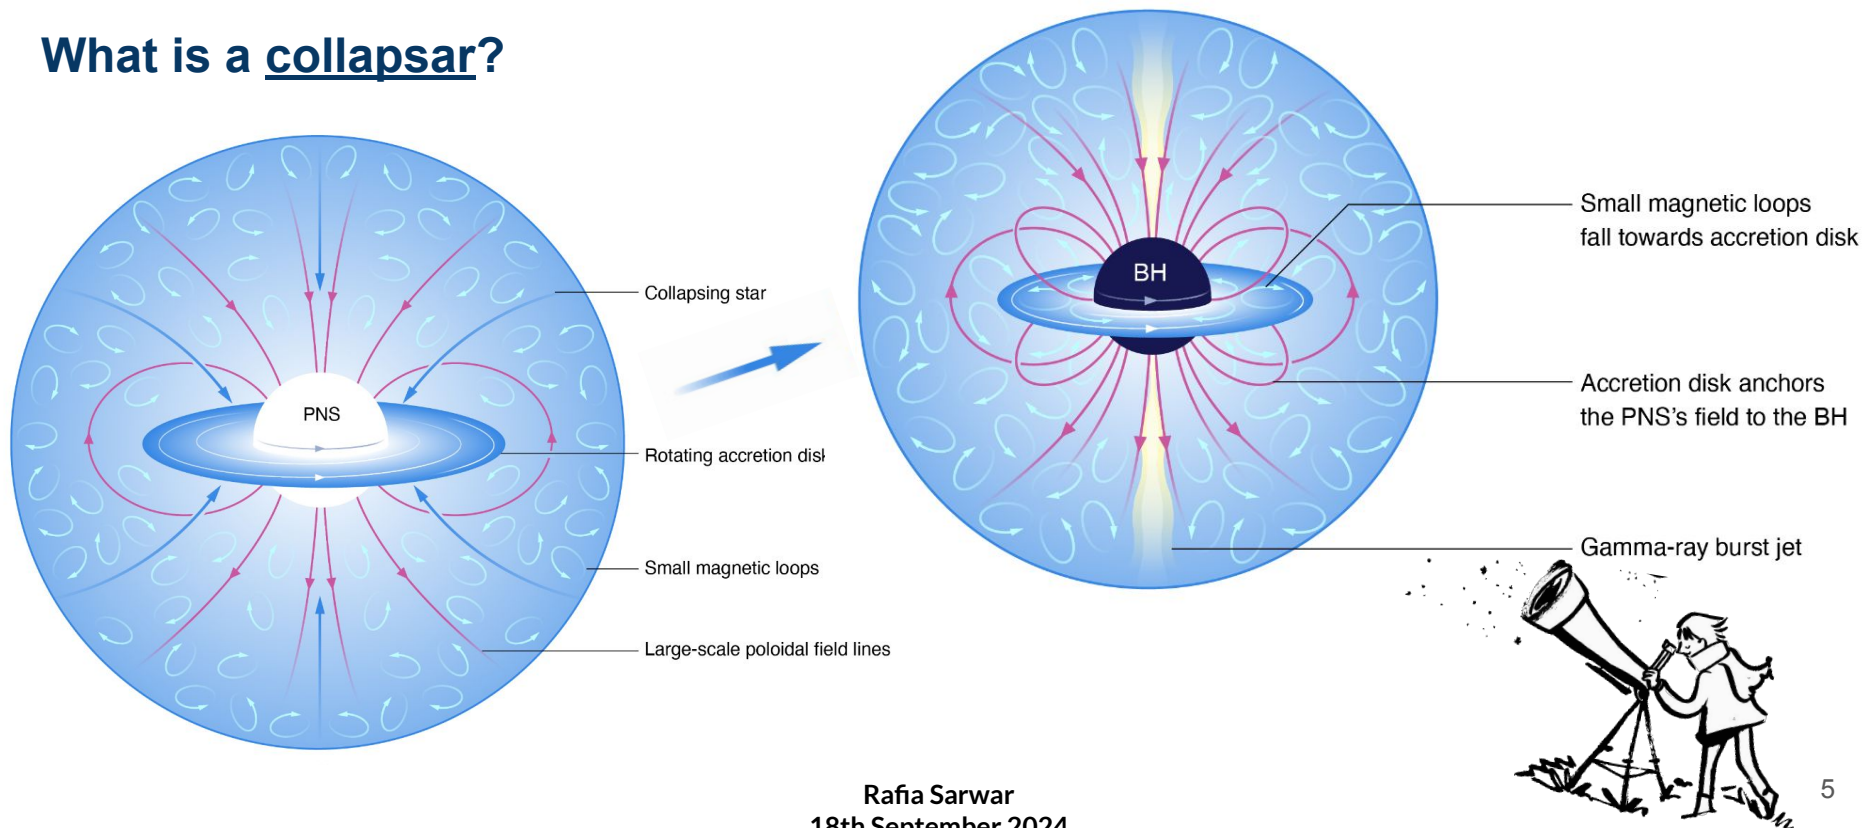 What is a collapsar?
PNS
Collapsing star
Rotating accretion disk
Small magnetic loops
Large-scale poloidal field lines
BH
Small magnetic loops
fall towards accretion disk
Accretion disk anchors
the PNS's field to the BH
Gamma-ray burst jet
Rafia Sarwar
18th September 2024
5